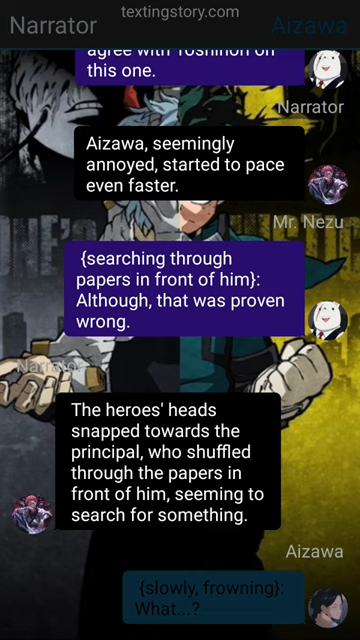 textingstory.com
Narrator
Aizawa
agree with Yoshinori on
this one.
Narrator
Aizawa, seemingly
annoyed, started to pace
even faster.
Mr. Nezu
{searching through
papers in front of him}:
Although, that was proven
wrong.
Narrator
The heroes' heads
snapped towards the
principal, who shuffled
through the papers in
front of him, seeming to
search for something.
Aizawa
{slowly, frowning}:
What...?